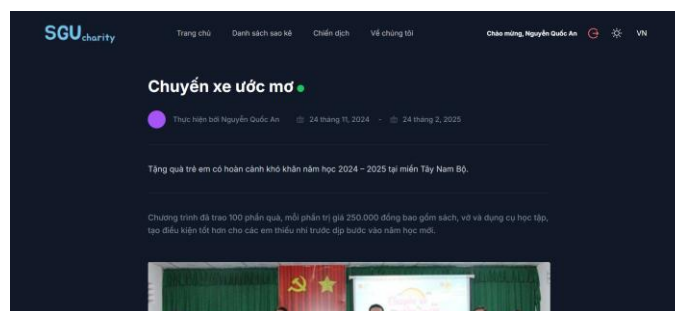 SGUcharity
Trang chủ Danh sách sao kê Chiến dịch Về chúng tôi Chào mừng, Nguyễn Quốc An VN
Chuyến xe ước mơ
Thực hiện bởi Nguyễn Quốc An 24 tháng 11, 2024 - 24 tháng 2, 2025
Tặng quà trẻ em có hoàn cảnh khó khăn năm học 2024 – 2025 tại miền Tây Nam Bộ.
Chương trình đã trao 100 phần quà, mỗi phần trị giá 250.000 đồng bao gồm sách, vở và dụng cụ học tập,
tạo điều kiện tốt hơn cho các em thiếu nhi trước dịp bước vào năm học mới.